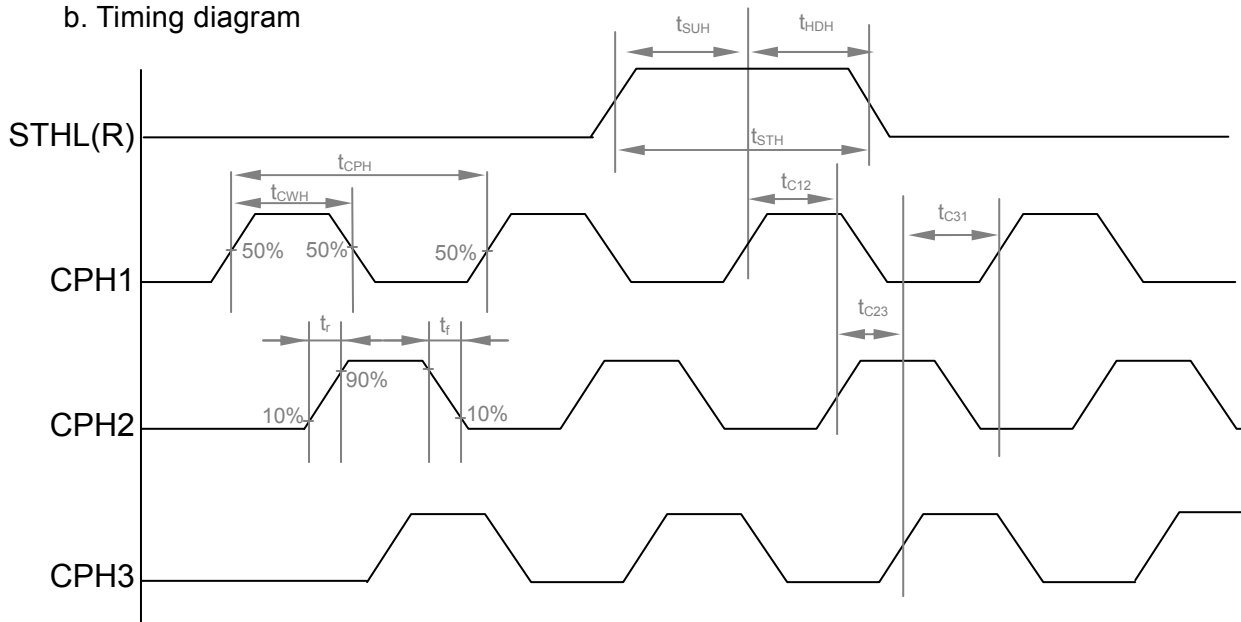 b. Timing diagram
tSUH
tHDH
STHL(R)
tSTH
tCPH
tCWH
tC12
tC31
50%
50%
50%
CPH1
tC23
tr
tf
90%
10%
10%
CPH2
CPH3